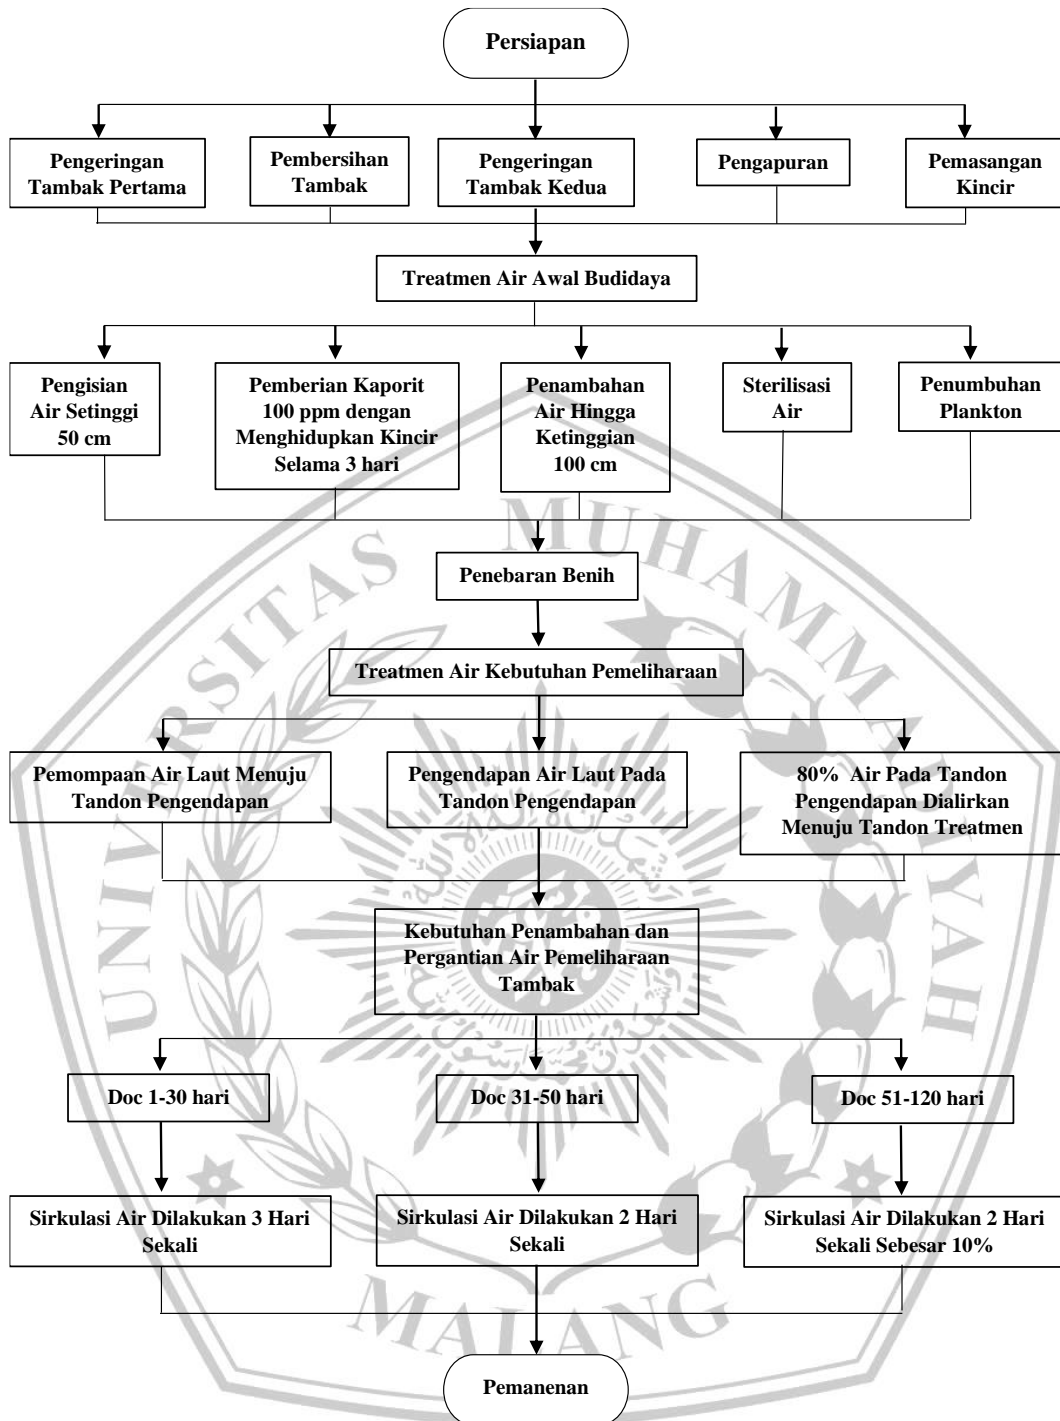 Persiapan
Pengeringan
Tambak Pertama
Pembersihan
Tambak
Pengeringan
Tambak Kedua
Pengapuran
Pemasangan
Kincir
Treatmen Air Awal Budidaya
Pengisian
Air Setinggi
50 cm
Pemberian Kaporit
100 ppm dengan
Menghidupkan Kincir
Selama 3 hari
Penambahan
Air Hingga
Ketinggian
100 cm
Sterilisasi
Air
Penumbuhan
Plankton
Penebaran Benih
Treatmen Air Kebutuhan Pemeliharaan
Pemompaan Air Laut Menuju
Tandon Pengendapan
Pengendapan Air Laut Pada
Tandon Pengendapan
80% Air Pada Tandon
Pengendapan Dialirkan
Menuju Tandon Treatmen
Kebutuhan Penambahan dan
Pergantian Air Pemeliharaan
Tambak
Doc 1-30 hari
Doc 31-50 hari
Doc 51-120 hari
Sirkulasi Air Dilakukan 3 Hari
Sekali
Sirkulasi Air Dilakukan 2 Hari
Sekali
Sirkulasi Air Dilakukan 2 Hari
Sekali Sebesar 10%
Pemanenan
UNIVERSITAS MUHAMMADIYAH
MALANG